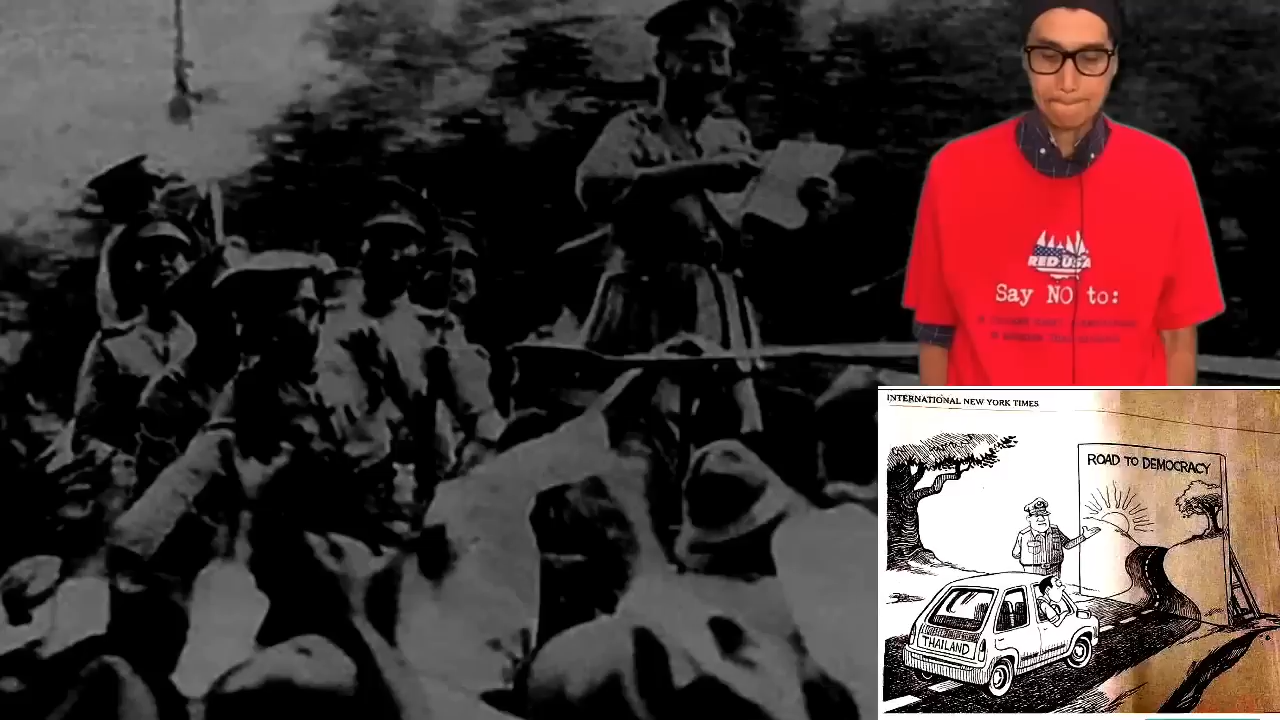 RED USA
Say NO to:
INTERNATIONAL NEW YORK TIMES
ROAD TO DEMOCRACY
THAILAND